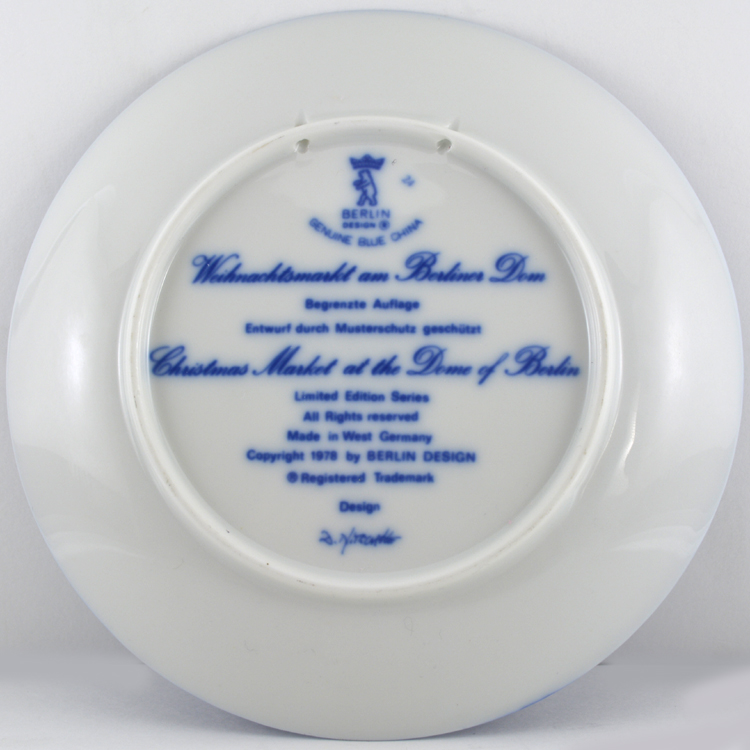 BERLIN
DESIGN ®
GENUINE BLUE CHINA
Weihnachtsmarkt am Berliner Dom
Begrenzte Auflage
Entwurf durch Musterschutz geschützt
Christmas Market at the Dome of Berlin
Limited Edition Series
All Rights reserved
Made in West Germany
Copyright 1978 by BERLIN DESIGN
® Registered Trademark
Design